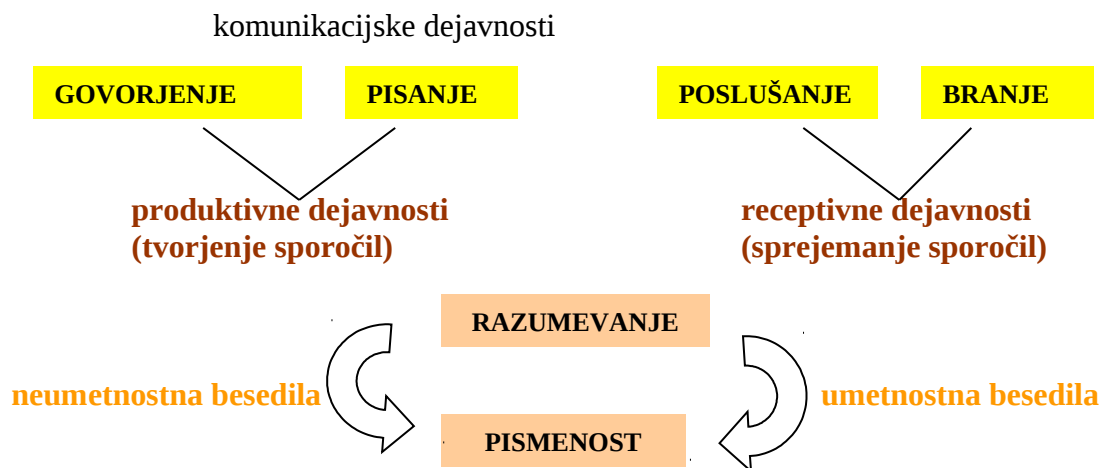 komunikacijske dejavnosti
GOVORJENJE
PISANJE
POSLUŠANJE
BRANJE
produktivne dejavnosti
(tvorjenje sporočil)
receptivne dejavnosti
(sprejemanje sporočil)
RAZUMEVANJE
neumetnostna besedila
umetnostna besedila
PISMENOST